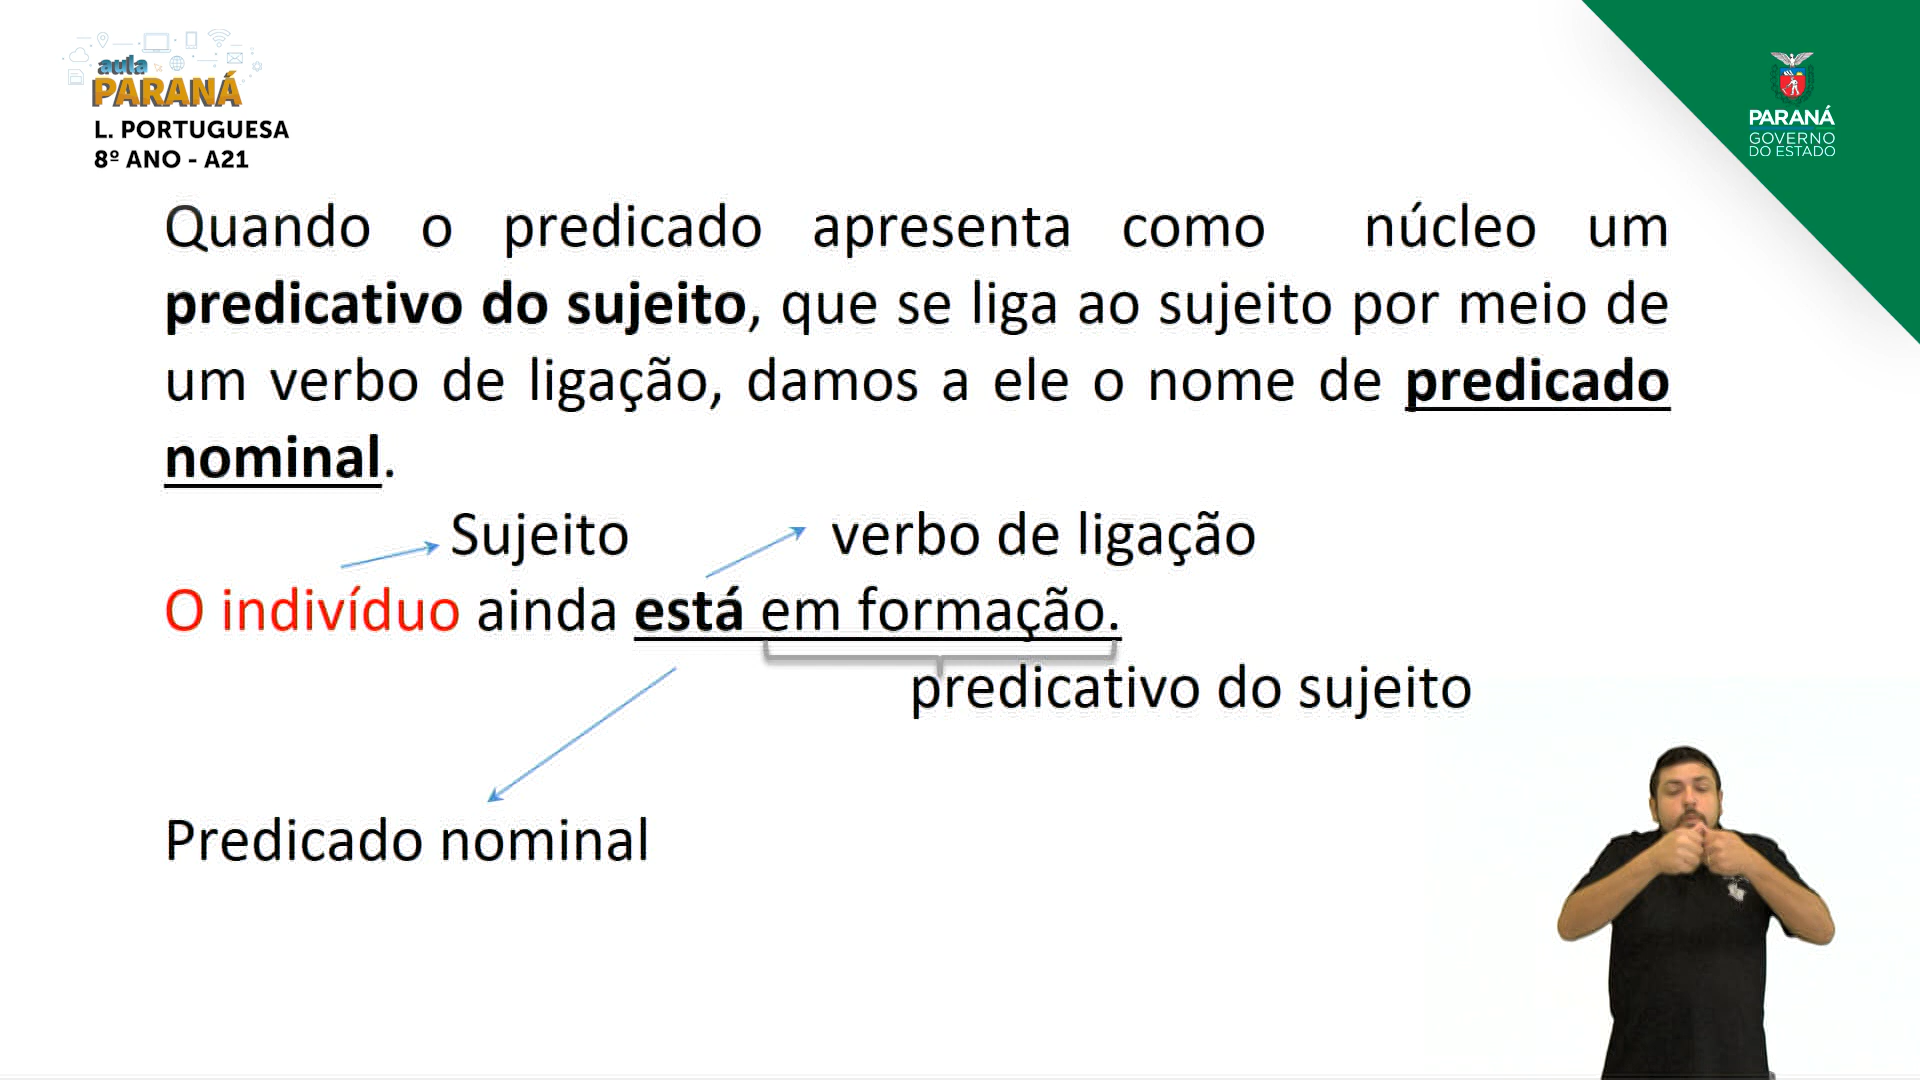 aula
PARANÁ
L. PORTUGUESA
8º ANO - A21
PARANÁ
GOVERNO
DO ESTADO
Quando o predicado apresenta como núcleo um
predicativo do sujeito, que se liga ao sujeito por meio de
um verbo de ligação, damos a ele o nome de predicado
nominal.
Sujeito verbo de ligação
O indivíduo ainda está em formação.
predicativo do sujeito
Predicado nominal